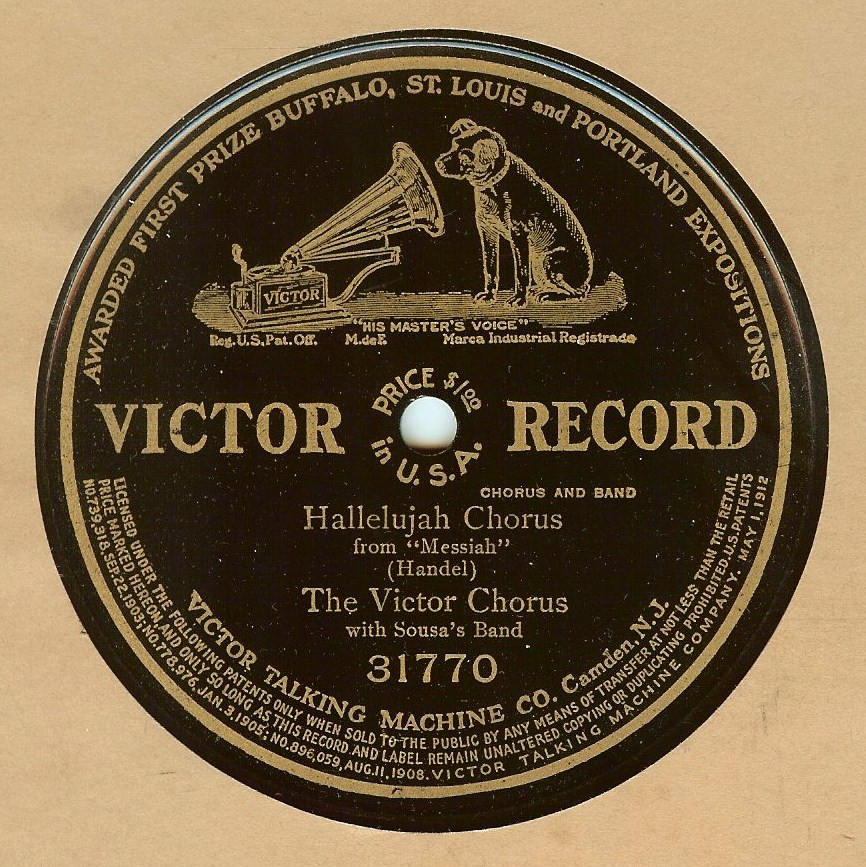 AWARDED FIRST PRIZE BUFFALO, ST. LOUIS and PORTLAND EXPOSITIONS
VICTOR
"HIS MASTER'S VOICE"
Reg. U.S. Pat. Off. M.deF. Marca Industrial Registrada
PRICE $1.00
in U.S.A.
VICTOR RECORD
CHORUS AND BAND
Hallelujah Chorus
from "Messiah"
(Handel)
The Victor Chorus
with Sousa's Band
31770
VICTOR TALKING MACHINE CO. Camden, N.J.
LICENSED UNDER THE FOLLOWING PATENTS ONLY WHEN SOLD TO THE PUBLIC BY ANY MEANS OF TRANSFER AT NOT LESS THAN THE RETAIL
PRICE MARKED HEREON, AND ONLY SO LONG AS THIS RECORD AND LABEL REMAIN UNALTERED COPYING OR DUPLICATING PROHIBITED, U.S. PATENTS
NO. 739,318, SEP. 22, 1903; NO. 778,976, JAN. 3, 1905; NO. 896,059, AUG. 11, 1908. VICTOR TALKING MACHINE COMPANY. MAY 1, 1912